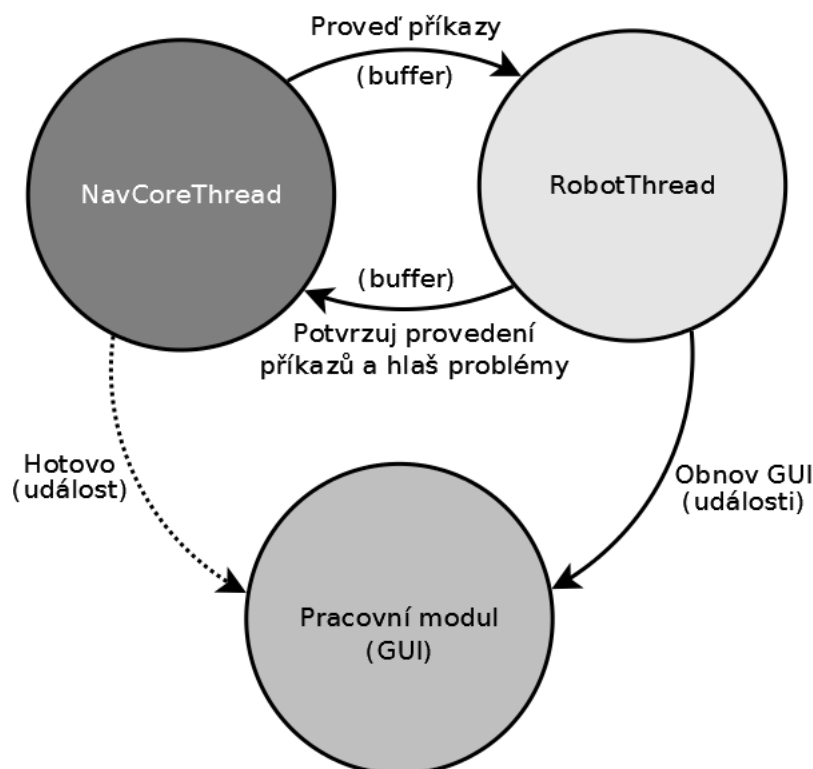 Proveď příkazy
(buffer)
NavCoreThread
RobotThread
(buffer)
Potvrzuj provedení
příkazů a hlaš problémy
Hotovo
(událost)
Obnov GUI
(události)
Pracovní modul
(GUI)